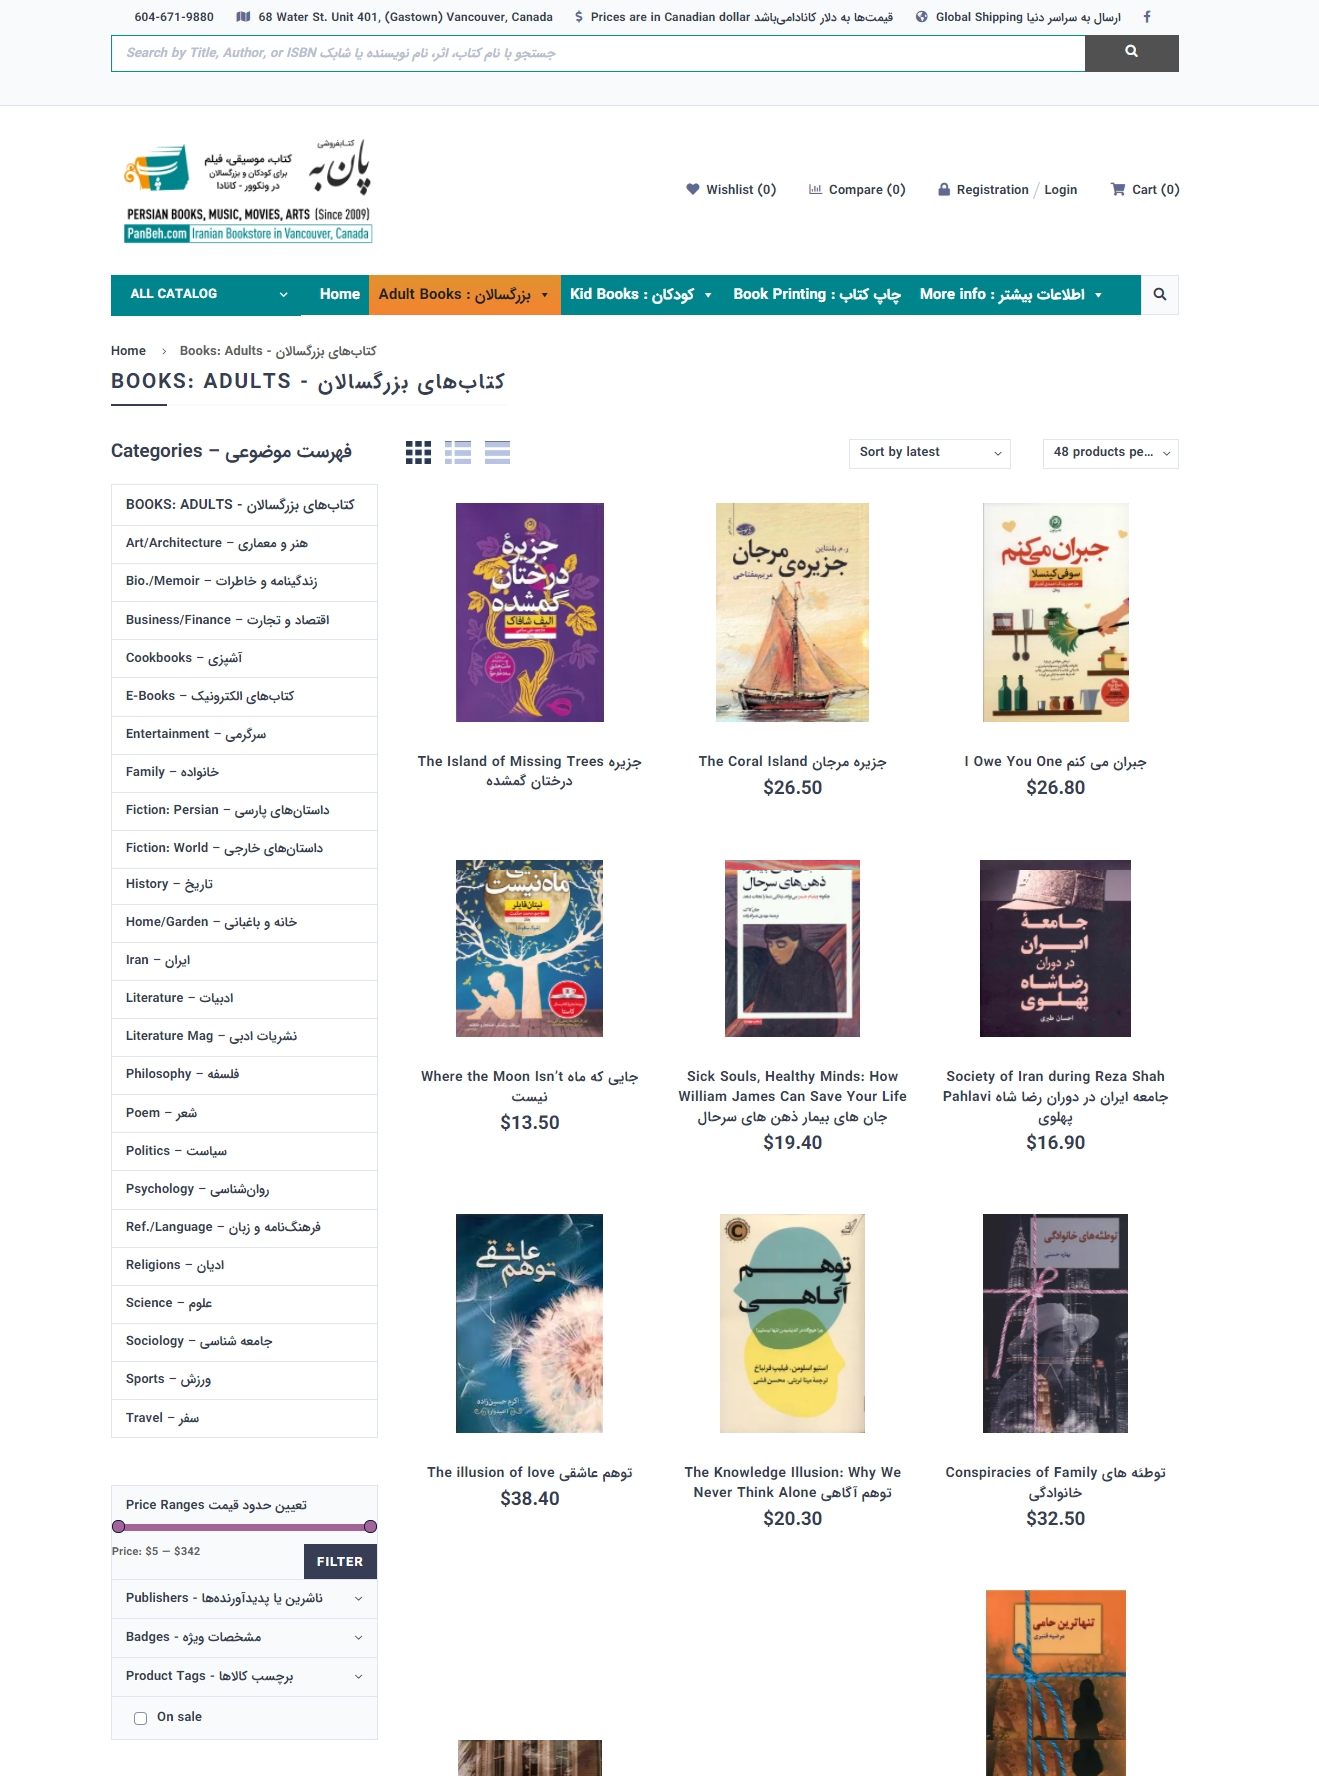 604-671-9880 68 Water St. Unit 401, (Gastown) Vancouver, Canada Prices are in Canadian dollar قیمت‌ها به دلار کانادامی‌باشد Global Shipping ارسال به سراسر دنیا
Search by Title, Author, or ISBN جستجو با نام کتاب، اثر، نام نویسنده یا شابک
کتابفروشی
پان‌به
کتاب، موسیقی، فیلم
برای کودکان و بزرگسالان
در ونکوور - کانادا
PERSIAN BOOKS, MUSIC, MOVIES, ARTS (Since 2009)
PanBeh.com Iranian Bookstore in Vancouver, Canada
Wishlist (0) Compare (0) Registration / Login Cart (0)
ALL CATALOG Home Adult Books : بزرگسالان Kid Books : کودکان Book Printing : چاپ کتاب More info : اطلاعات بیشتر
Home › Books: Adults - کتاب‌های بزرگسالان
BOOKS: ADULTS - کتاب‌های بزرگسالان
Categories – فهرست موضوعی
BOOKS: ADULTS - کتاب‌های بزرگسالان
Art/Architecture – هنر و معماری
Bio./Memoir – زندگینامه و خاطرات
Business/Finance – اقتصاد و تجارت
Cookbooks – آشپزی
E-Books – کتاب‌های الکترونیک
Entertainment – سرگرمی
Family – خانواده
Fiction: Persian – داستان‌های پارسی
Fiction: World – داستان‌های خارجی
History – تاریخ
Home/Garden – خانه و باغبانی
Iran – ایران
Literature – ادبیات
Literature Mag – نشریات ادبی
Philosophy – فلسفه
Poem – شعر
Politics – سیاست
Psychology – روان‌شناسی
Ref./Language – فرهنگ‌نامه و زبان
Religions – ادیان
Science – علوم
Sociology – جامعه شناسی
Sports – ورزش
Travel – سفر
Price Ranges تعیین حدود قیمت
Price: $5 — $342
FILTER
Publishers - ناشرین یا پدیدآورنده‌ها
Badges - مشخصات ویژه
Product Tags - برچسب کالاها
On sale
Sort by latest
48 products pe...
جزیرهٔ
درختان
گمشده
الیف شافاک
The Island of Missing Trees جزیره
درختان گمشده
ر.م.بلنتاین
جزیره‌ی مرجان
مریم مفتاحی
The Coral Island جزیره مرجان
$26.50
جبران می‌کنم
سوفی کینسلا
I Owe You One جبران می کنم
$26.80
ماه نیست
نیتان فایلر
کاستا
Where the Moon Isn’t جایی که ماه
نیست
$13.50
ذهن‌های سرحال
Sick Souls, Healthy Minds: How
William James Can Save Your Life
جان های بیمار ذهن های سرحال
$19.40
جامعهٔ
ایران
در دوران
رضاشاه
پهلوی
احسان طبری
Society of Iran during Reza Shah
Pahlavi جامعه ایران در دوران رضا شاه
پهلوی
$16.90
توهم عاشقی
اکرم حسین‌زاده
The illusion of love توهم عاشقی
$38.40
توهم
آگاهی
استیو اسلومن، فیلیپ فرنباخ
The Knowledge Illusion: Why We
Never Think Alone توهم آگاهی
$20.30
توطئه‌های خانوادگی
Conspiracies of Family توطئه های
خانوادگی
$32.50
تنهاترین حامی
مرضیه قنبری